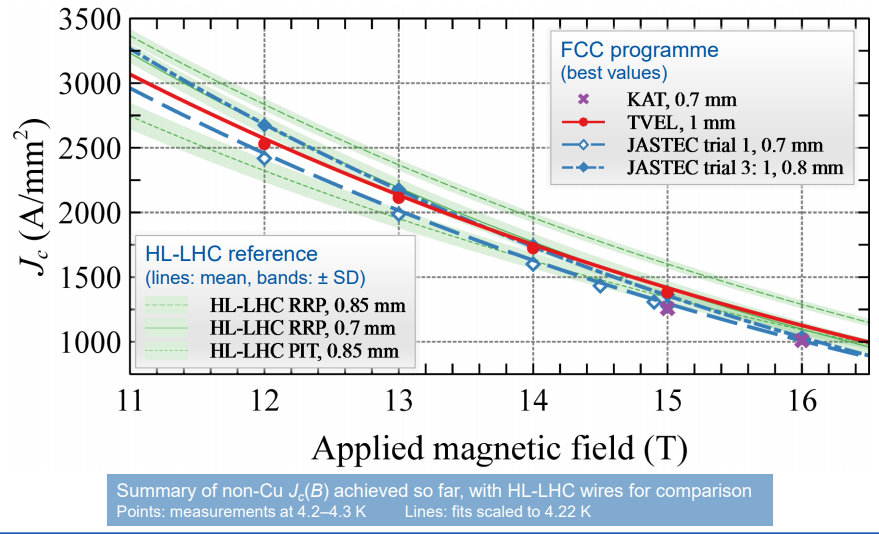 3500
3000
2500
2000
1500
1000
Jc (A/mm²)
FCC programme
(best values)
KAT, 0.7 mm
TVEL, 1 mm
JASTEC trial 1, 0.7 mm
JASTEC trial 3: 1, 0.8 mm
HL-LHC reference
(lines: mean, bands: ± SD)
HL-LHC RRP, 0.85 mm
HL-LHC RRP, 0.7 mm
HL-LHC PIT, 0.85 mm
11 12 13 14 15 16
Applied magnetic field (T)
Summary of non-Cu Jc(B) achieved so far, with HL-LHC wires for comparison
Points: measurements at 4.2–4.3 K Lines: fits scaled to 4.22 K